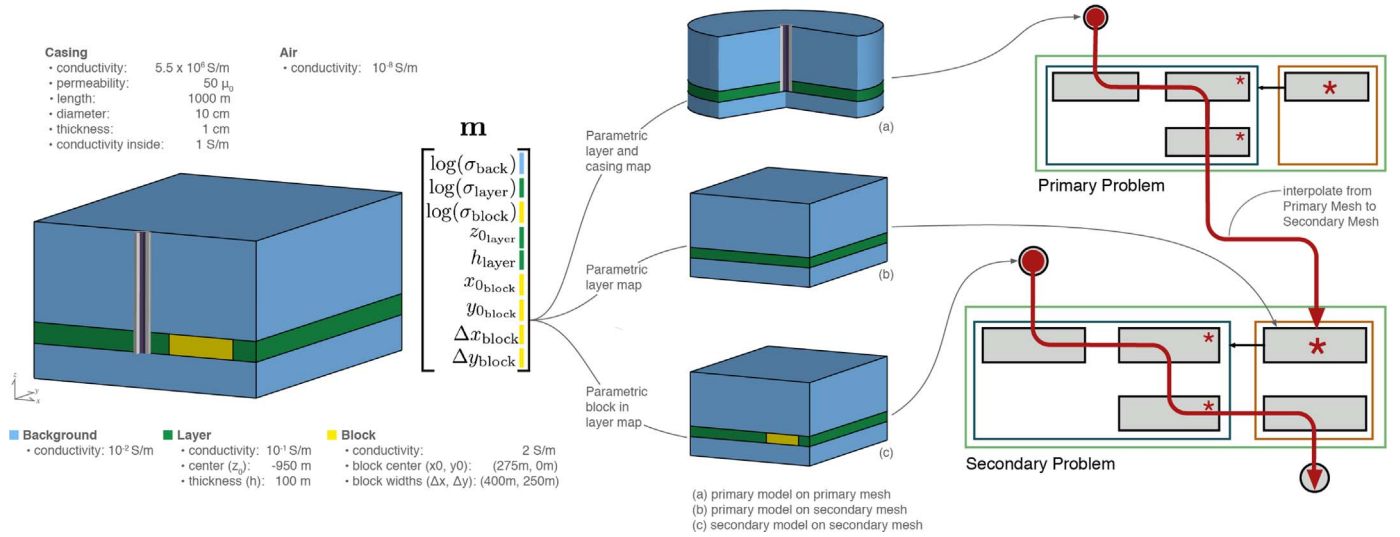 Casing
• conductivity: 5.5 x 10⁶ S/m
• permeability: 50 μ₀
• length: 1000 m
• diameter: 10 cm
• thickness: 1 cm
• conductivity inside: 1 S/m
Air
• conductivity: 10⁻⁸ S/m
m
log(σ_back)
log(σ_layer)
log(σ_block)
z_0layer
h_layer
x_0block
y_0block
Δx_block
Δy_block
z
y
x
Background
• conductivity: 10⁻² S/m
Layer
• conductivity: 10⁻¹ S/m
• center (z₀): -950 m
• thickness (h): 100 m
Block
• conductivity: 2 S/m
• block center (x0, y0): (275m, 0m)
• block widths (Δx, Δy): (400m, 250m)
Parametric
layer and
casing map
Parametric
layer map
Parametric
block in
layer map
(a)
(b)
(c)
(a) primary model on primary mesh
(b) primary model on secondary mesh
(c) secondary model on secondary mesh
*
*
*
Primary Problem
interpolate from
Primary Mesh to
Secondary Mesh
*
*
*
Secondary Problem